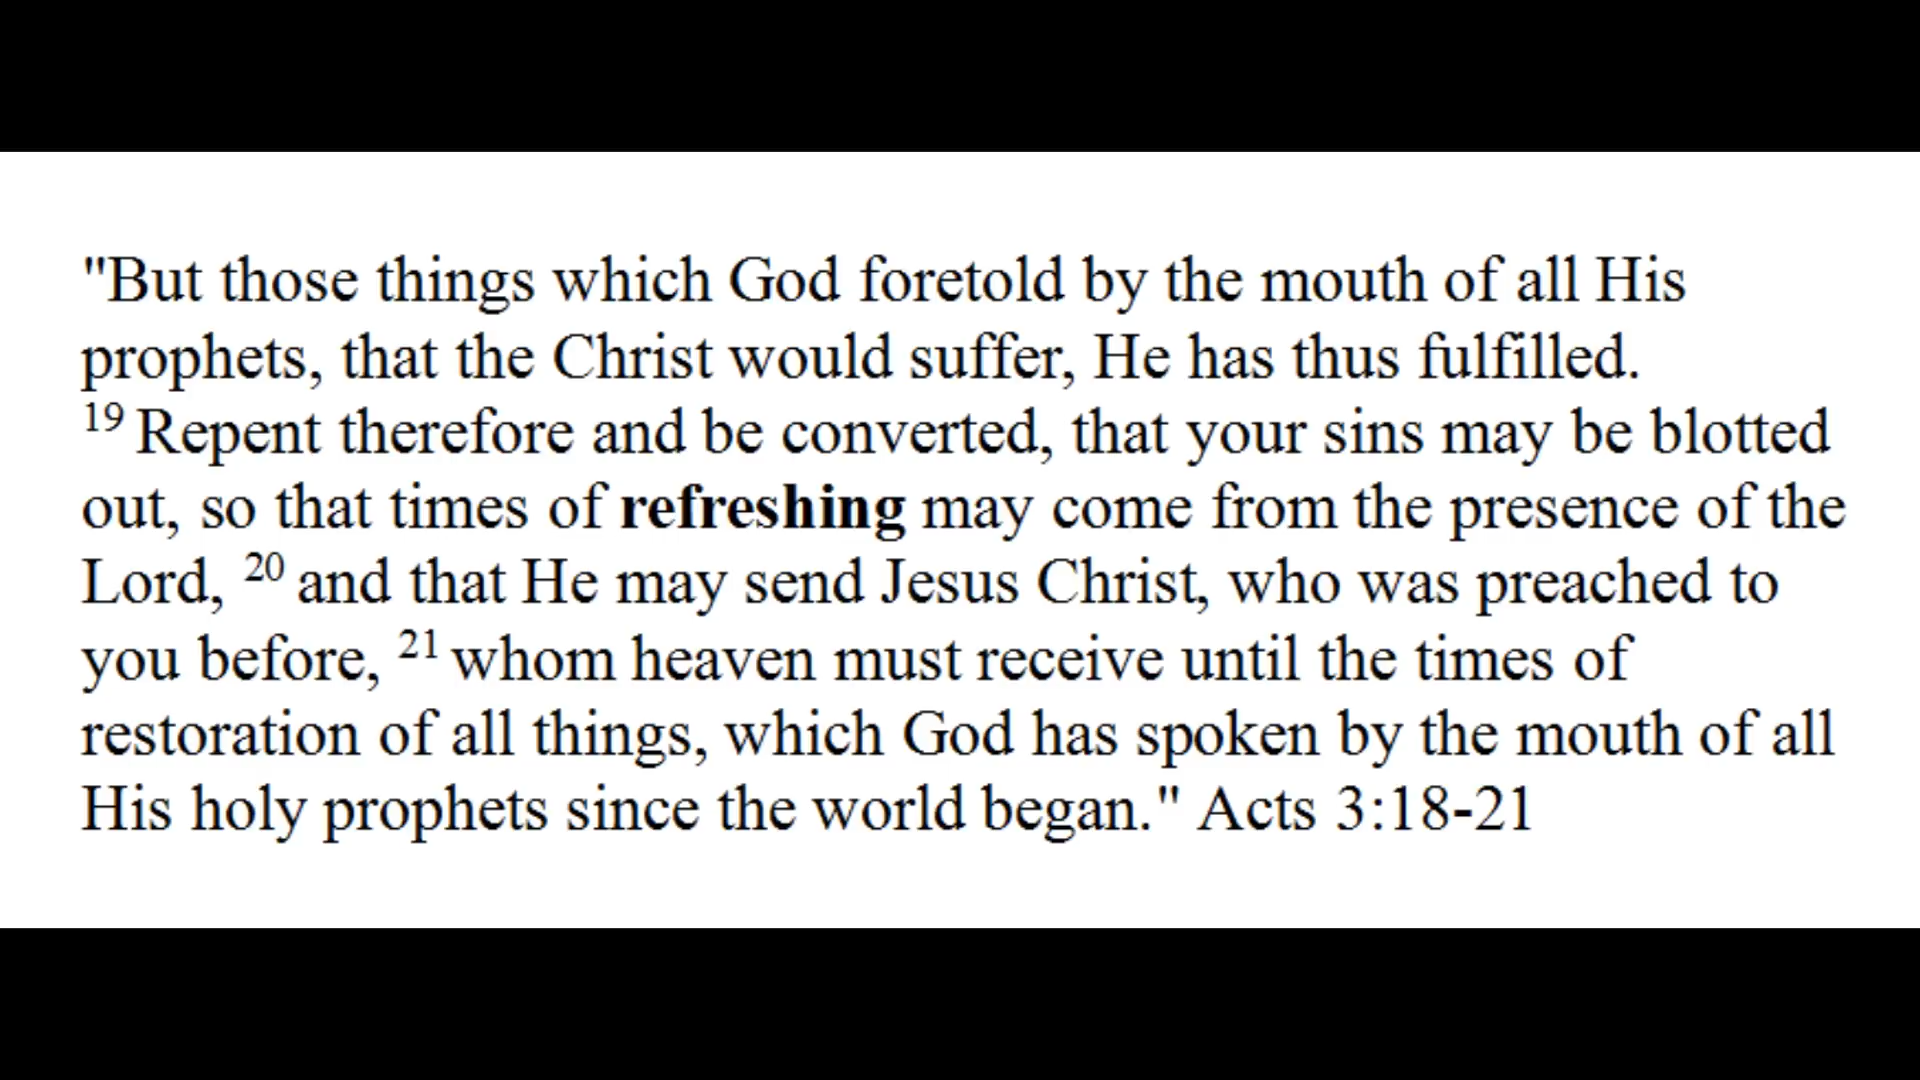 "But those things which God foretold by the mouth of all His
prophets, that the Christ would suffer, He has thus fulfilled.
19 Repent therefore and be converted, that your sins may be blotted
out, so that times of refreshing may come from the presence of the
Lord, 20 and that He may send Jesus Christ, who was preached to
you before, 21 whom heaven must receive until the times of
restoration of all things, which God has spoken by the mouth of all
His holy prophets since the world began." Acts 3:18-21